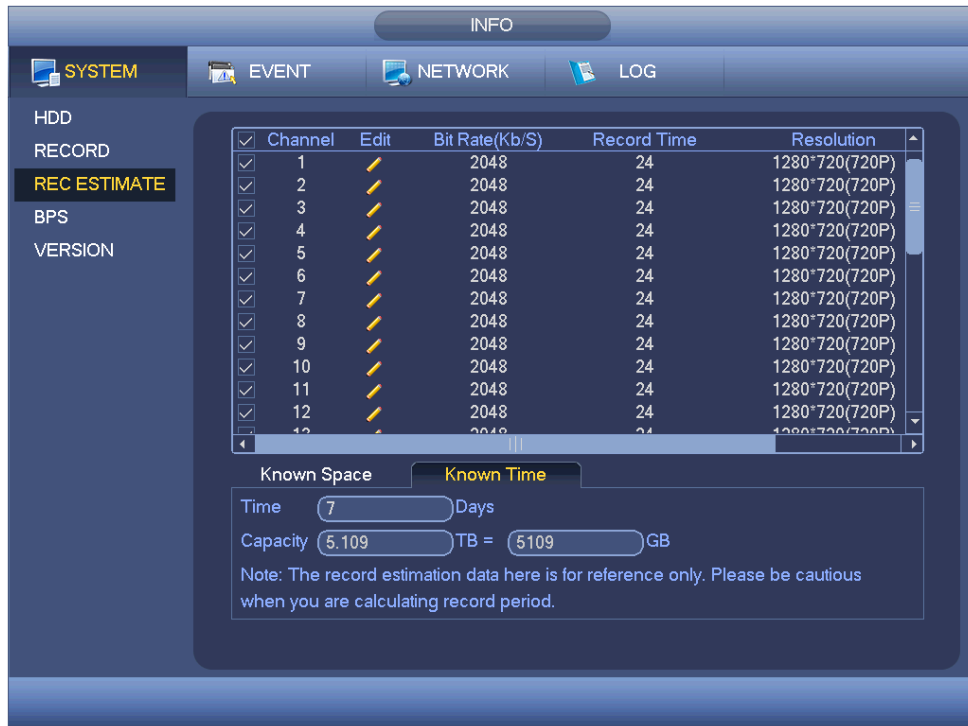 INFO
SYSTEM EVENT NETWORK LOG
HDD
RECORD
REC ESTIMATE
BPS
VERSION
Channel Edit Bit Rate(Kb/S) Record Time Resolution
1 2048 24 1280*720(720P)
2 2048 24 1280*720(720P)
3 2048 24 1280*720(720P)
4 2048 24 1280*720(720P)
5 2048 24 1280*720(720P)
6 2048 24 1280*720(720P)
7 2048 24 1280*720(720P)
8 2048 24 1280*720(720P)
9 2048 24 1280*720(720P)
10 2048 24 1280*720(720P)
11 2048 24 1280*720(720P)
12 2048 24 1280*720(720P)
13 2048 24 1280*720(720P)
Known Space Known Time
Time 7 Days
Capacity 5.109 TB = 5109 GB
Note: The record estimation data here is for reference only. Please be cautious
when you are calculating record period.